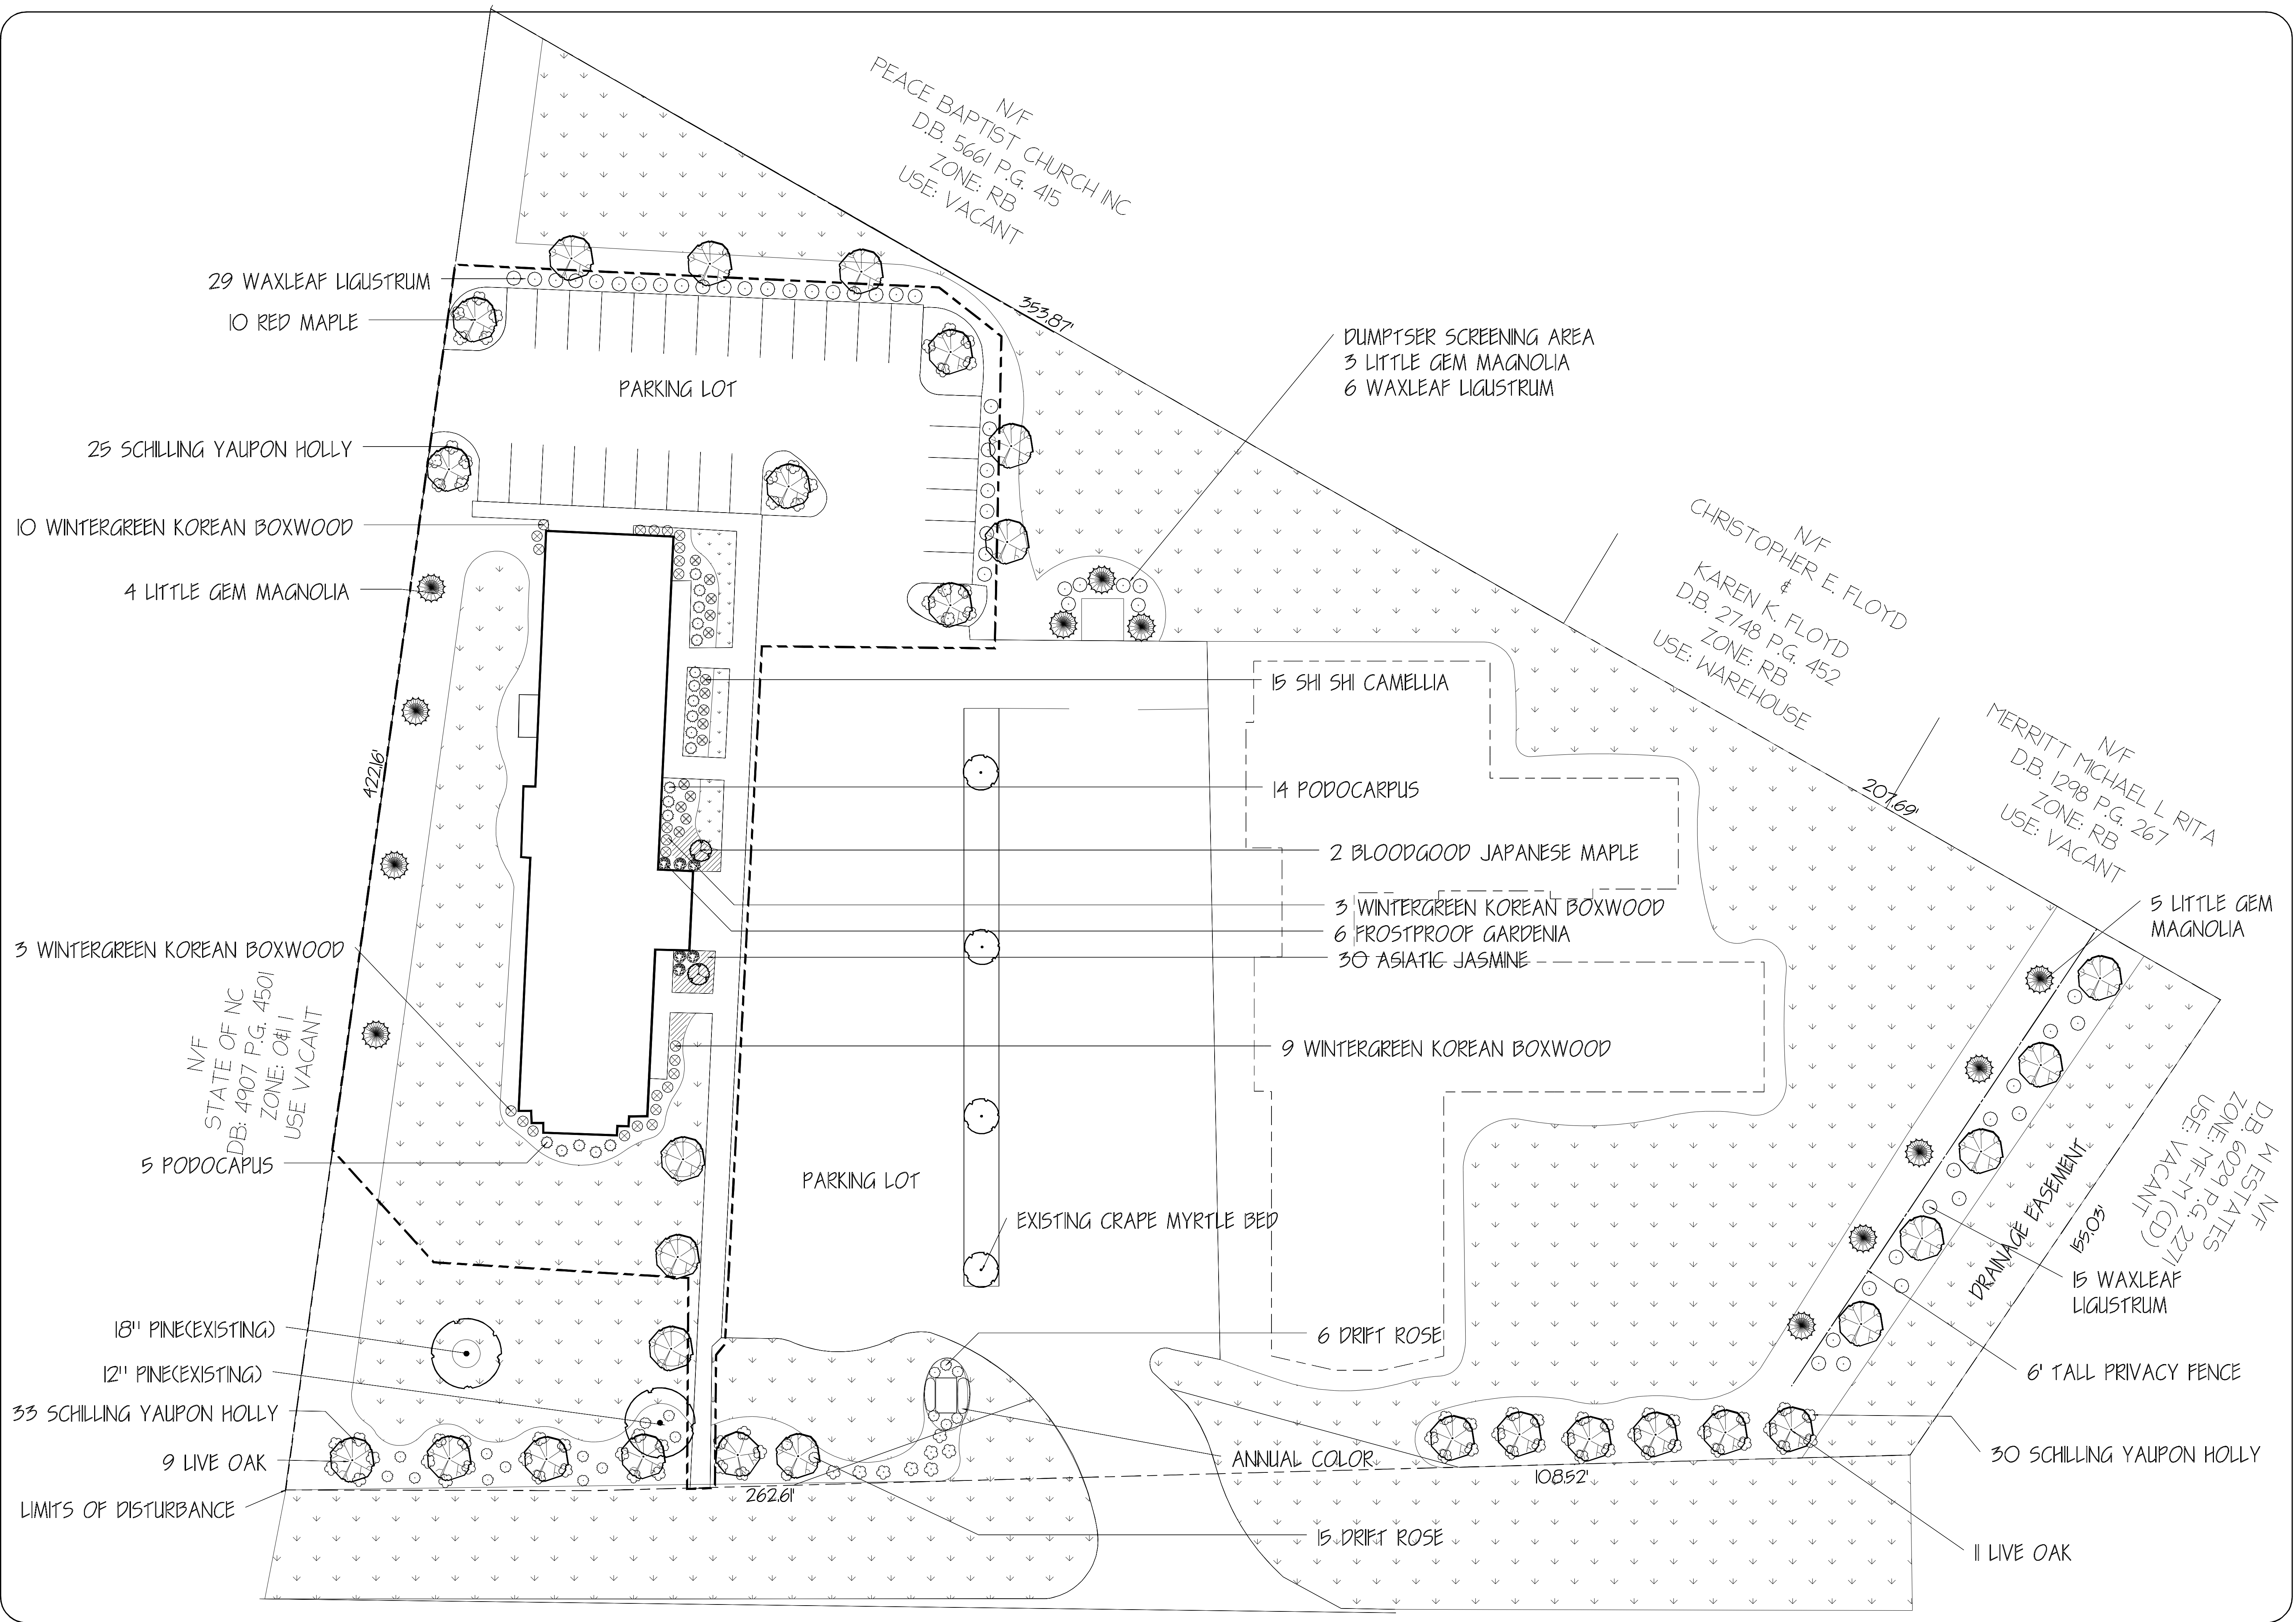 N/F
PEACE BAPTIST CHURCH INC
D.B. 5661 P.G. 415
ZONE: RB
USE: VACANT
353.87'
29 WAXLEAF LIGUSTRUM
10 RED MAPLE
PARKING LOT
DUMPTSER SCREENING AREA
3 LITTLE GEM MAGNOLIA
6 WAXLEAF LIGUSTRUM
25 SCHILLING YAUPON HOLLY
10 WINTERGREEN KOREAN BOXWOOD
4 LITTLE GEM MAGNOLIA
N/F
CHRISTOPHER E. FLOYD
&
KAREN K. FLOYD
D.B. 2748 P.G. 452
ZONE: RB
USE: WAREHOUSE
15 SHI SHI CAMELLIA
422.16'
14 PODOCARPUS
207.69'
N/F
MERRITT MICHAEL L RITA
D.B. 1298 P.G. 267
ZONE: RB
USE: VACANT
2 BLOODGOOD JAPANESE MAPLE
3 WINTERGREEN KOREAN BOXWOOD
6 FROSTPROOF GARDENIA
30 ASIATIC JASMINE
5 LITTLE GEM
MAGNOLIA
3 WINTERGREEN KOREAN BOXWOOD
N/F
STATE OF NC
DB: 4907 P.G. 4501
ZONE: O&I 1
USE VACANT
9 WINTERGREEN KOREAN BOXWOOD
5 PODOCAPUS
PARKING LOT
EXISTING CRAPE MYRTLE BED
DRAINAGE EASEMENT
155.03'
N/F
W ESTATES
D.B. 6029 P.G. 2271
ZONE: MF-M (CD)
USE: VACANT
15 WAXLEAF
LIGUSTRUM
18" PINE(EXISTING)
6 DRIFT ROSE
12" PINE(EXISTING)
6' TALL PRIVACY FENCE
33 SCHILLING YAUPON HOLLY
9 LIVE OAK
ANNUAL COLOR
30 SCHILLING YAUPON HOLLY
108.52'
262.61'
LIMITS OF DISTURBANCE
15 DRIFT ROSE
11 LIVE OAK